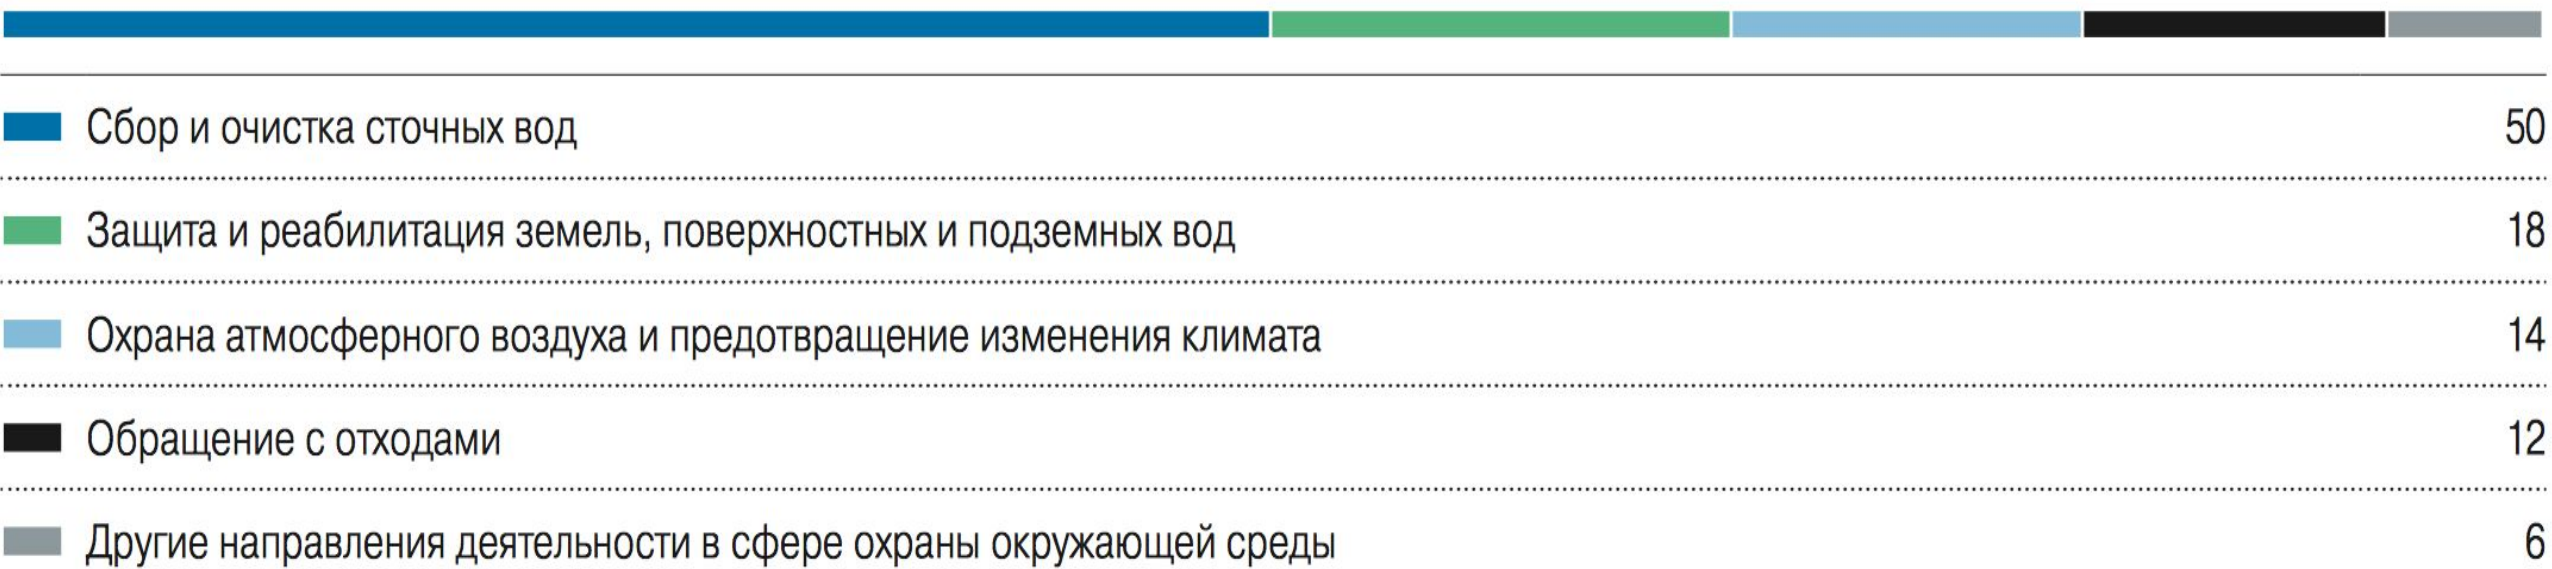 Сбор и очистка сточных вод 50
Защита и реабилитация земель, поверхностных и подземных вод 18
Охрана атмосферного воздуха и предотвращение изменения климата 14
Обращение с отходами 12
Другие направления деятельности в сфере охраны окружающей среды 6